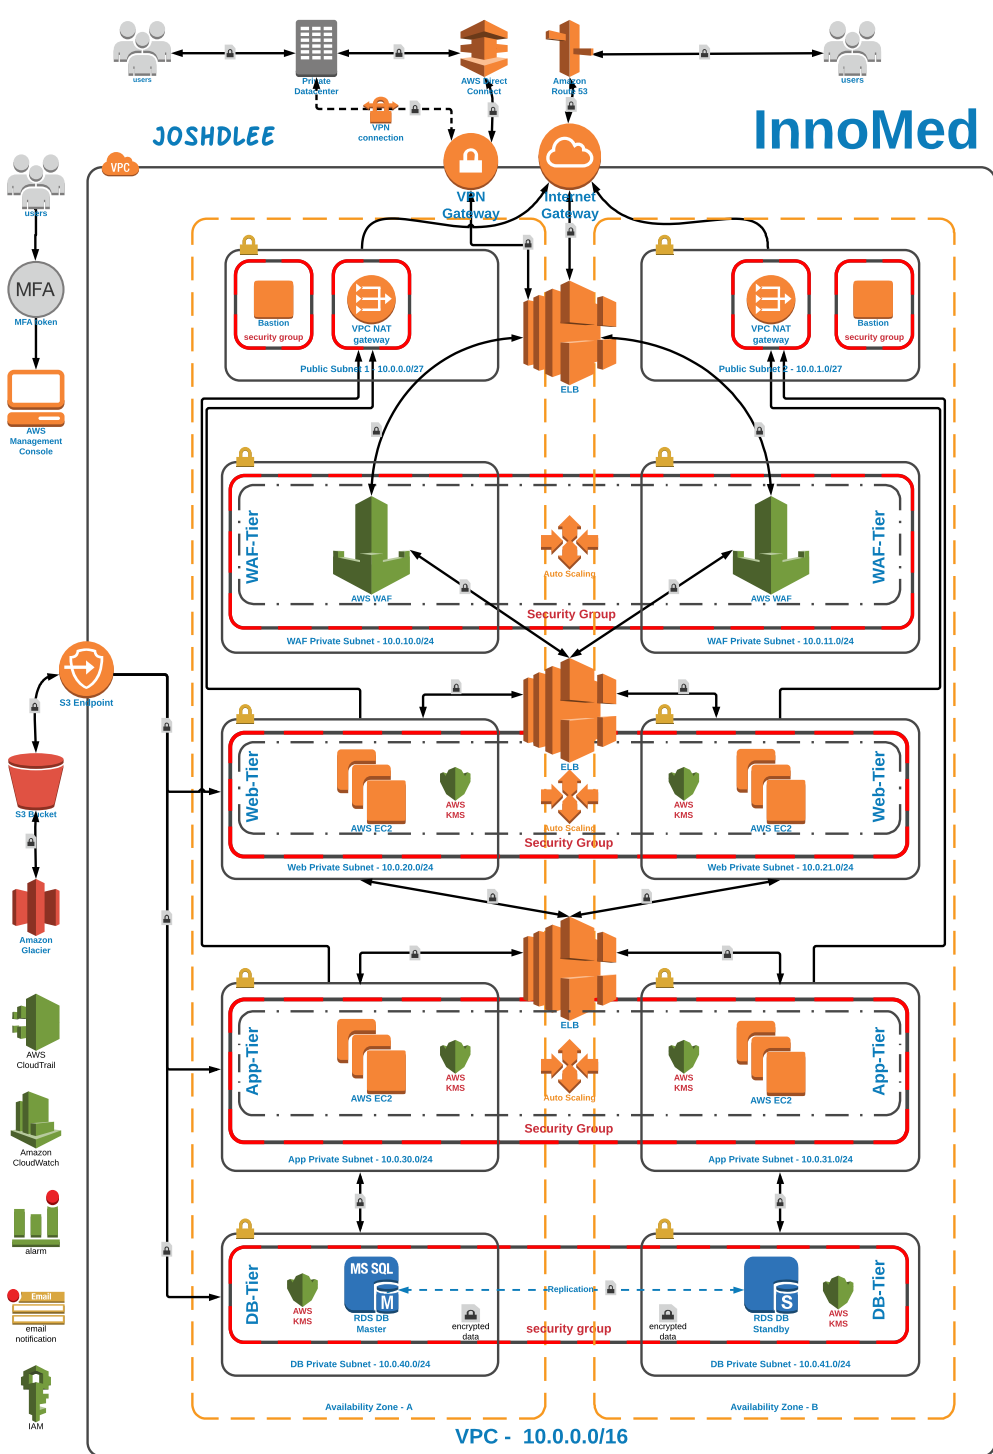 users
Private
Datacenter
AWS Direct
Connect
Amazon
Route 53
users
VPN
connection
JOSHDLEE
InnoMed
VPC
VPN
Gateway
Internet
Gateway
users
MFA
MFA token
AWS
Management
Console
Bastion
security group
VPC NAT
gateway
Public Subnet 1 - 10.0.0.0/27
ELB
VPC NAT
gateway
Bastion
security group
Public Subnet 2 - 10.0.1.0/27
WAF-Tier
AWS WAF
Auto Scaling
AWS WAF
WAF-Tier
Security Group
WAF Private Subnet - 10.0.10.0/24
WAF Private Subnet - 10.0.11.0/24
S3 Endpoint
S3 Bucket
Amazon
Glacier
ELB
Web-Tier
AWS EC2
AWS
KMS
Auto Scaling
AWS
KMS
AWS EC2
Web-Tier
Security Group
Web Private Subnet - 10.0.20.0/24
Web Private Subnet - 10.0.21.0/24
ELB
App-Tier
AWS EC2
AWS
KMS
Auto Scaling
AWS
KMS
AWS EC2
App-Tier
Security Group
App Private Subnet - 10.0.30.0/24
App Private Subnet - 10.0.31.0/24
AWS
CloudTrail
Amazon
CloudWatch
alarm
Email
email
notification
IAM
DB-Tier
AWS
KMS
MS SQL
M
RDS DB
Master
encrypted
data
Replication
security group
encrypted
data
S
RDS DB
Standby
AWS
KMS
DB-Tier
DB Private Subnet - 10.0.40.0/24
DB Private Subnet - 10.0.41.0/24
Availability Zone - A
Availability Zone - B
VPC - 10.0.0.0/16